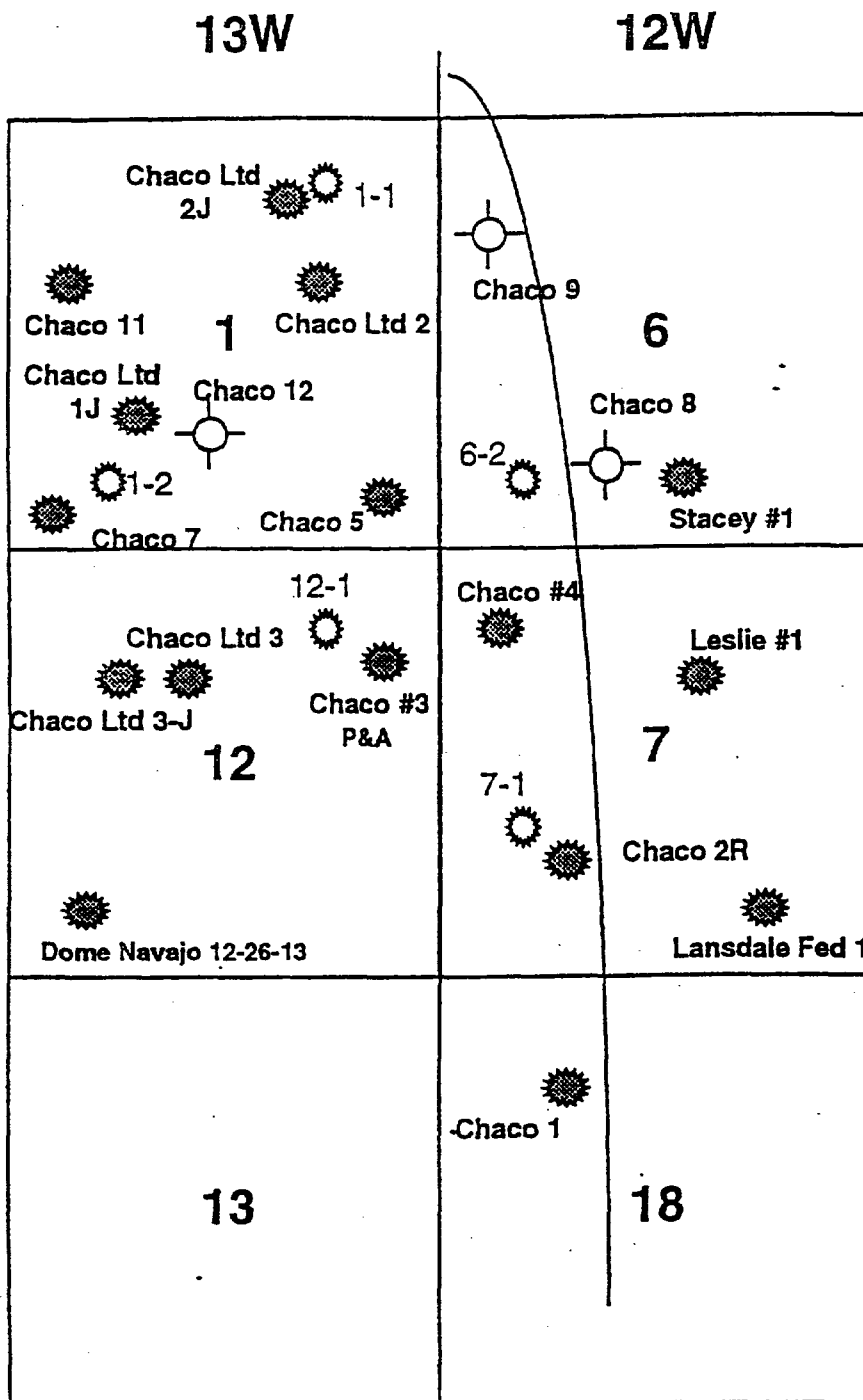 13W
12W
Chaco Ltd
2J
1-1
Chaco 9
Chaco 11
1
Chaco Ltd 2
6
Chaco Ltd
1J
Chaco 12
Chaco 8
1-2
6-2
Chaco 7
Chaco 5
Stacey #1
12-1
Chaco #4
Chaco Ltd 3
Leslie #1
Chaco Ltd 3-J
Chaco #3
P&A
12
7
7-1
Chaco 2R
Dome Navajo 12-26-13
Lansdale Fed 1
Chaco 1
13
18